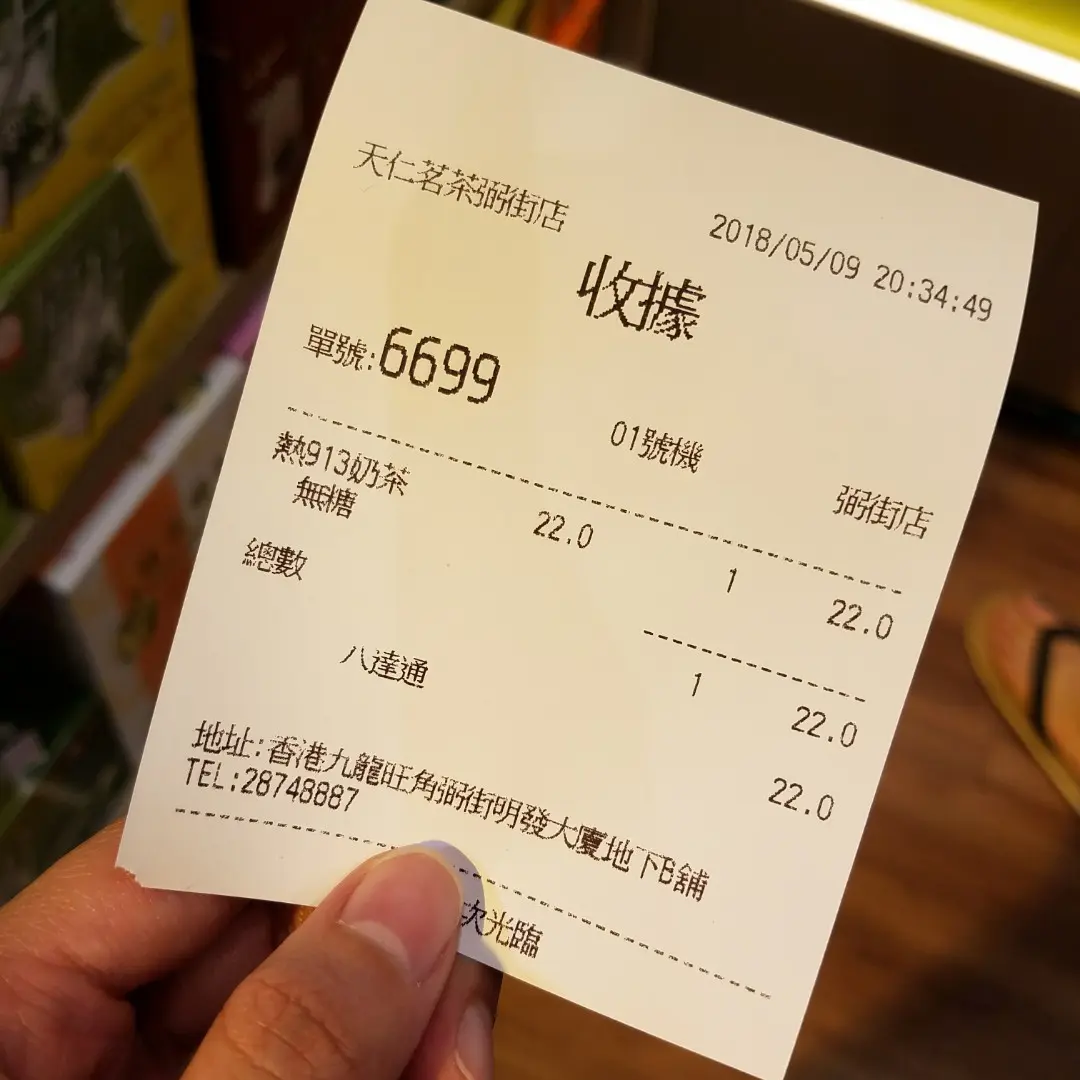 天仁茗茶弼街店
2018/05/09 20:34:49
收據
單號:6699
01號機
弼街店
熱913奶茶 22.0 1 22.0
無糖
總數 1 22.0
八達通 22.0
地址:香港九龍旺角弼街明發大廈地下B舖
TEL:28748887
次光臨